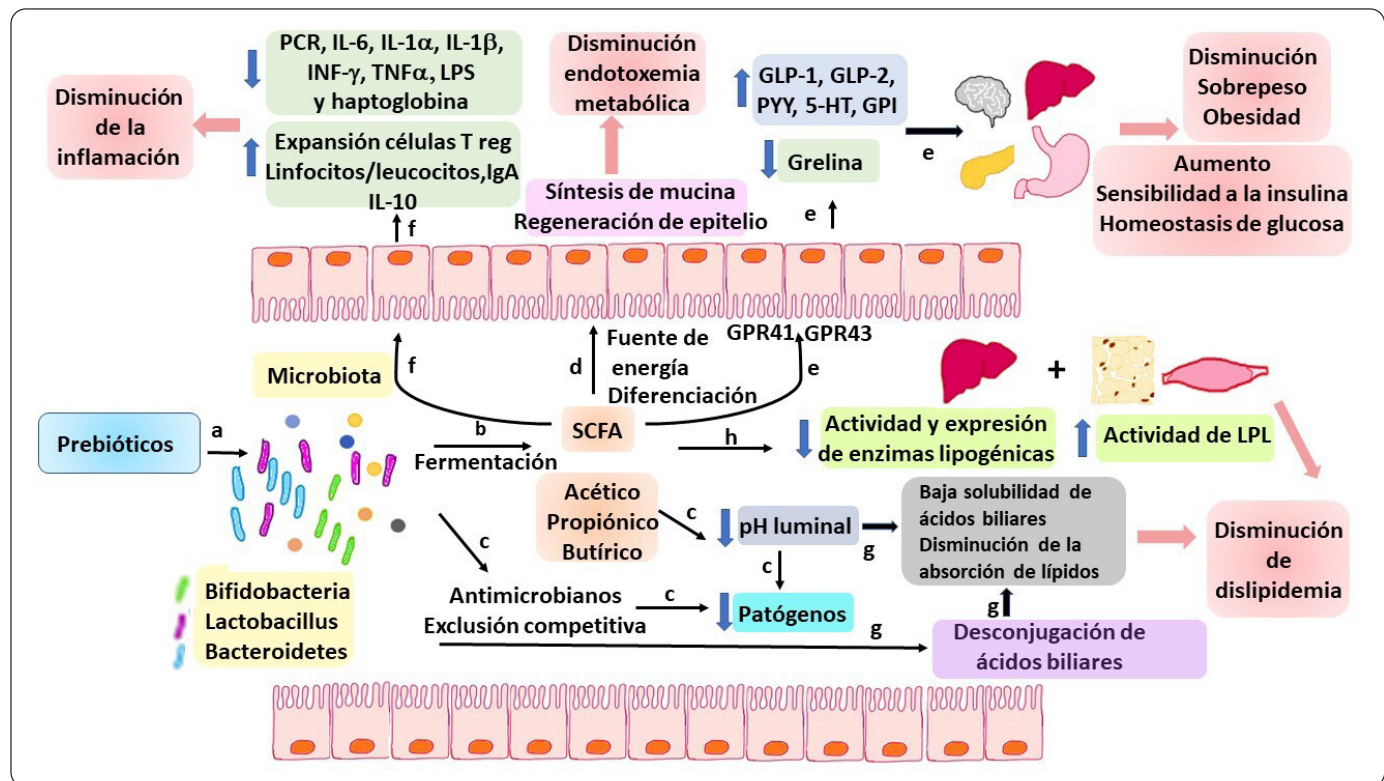 PCR, IL-6, IL-1α, IL-1β,
INF-γ, TNFα, LPS
y haptoglobina
Disminución
de la
inflamación
Expansión células T reg
Linfocitos/leucocitos,IgA
IL-10
f
Disminución
endotoxemia
metabólica
Síntesis de mucina
Regeneración de epitelio
GLP-1, GLP-2,
PYY, 5-HT, GPI
Grelina
e
e
Disminución
Sobrepeso
Obesidad
Aumento
Sensibilidad a la insulina
Homeostasis de glucosa
GPR41 GPR43
Fuente de
energía
Diferenciación
f
d
e
Microbiota
Prebióticos
a
b
Fermentación
SCFA
h
+
Actividad y expresión
de enzimas lipogénicas
Actividad de LPL
Acético
Propiónico
Butírico
c
pH luminal
g
Baja solubilidad de
ácidos biliares
Disminución de la
absorción de lípidos
Disminución
de
dislipidemia
c
c
Antimicrobianos
Exclusión competitiva
c
Patógenos
g
g
Desconjugación de
ácidos biliares
Bifidobacteria
Lactobacillus
Bacteroidetes